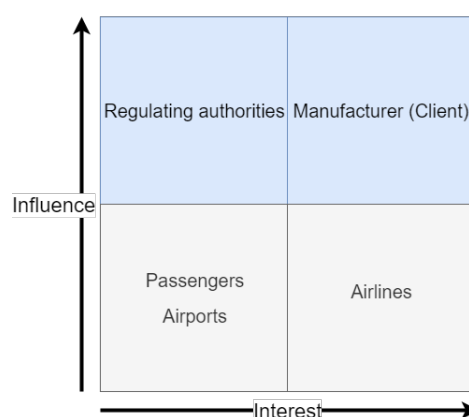 Regulating authorities
Manufacturer (Client)
Influence
Passengers
Airports
Airlines
Interest